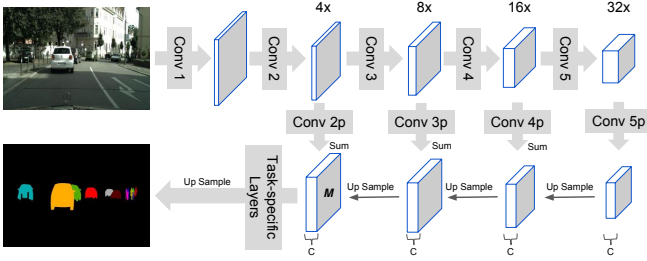 4x
8x
16x
32x
Conv 1
Conv 2
Conv 3
Conv 4
Conv 5
Conv 2p
Conv 3p
Conv 4p
Conv 5p
Sum
Sum
Sum
Up Sample
Task-specific
Layers
M
Up Sample
Up Sample
Up Sample
C
C
C
C